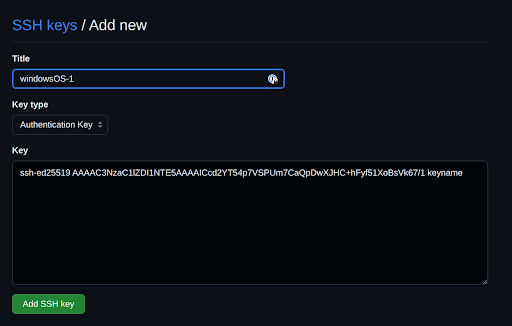 SSH keys / Add new
Title
windowsOS-1
Key type
Authentication Key
Key
ssh-ed25519 AAAAC3NzaC1lZDI1NTE5AAAAICcd2YT54p7VSPUm7CaQpDwXJHC+hFyf51XoBsVk67/1 keyname
Add SSH key